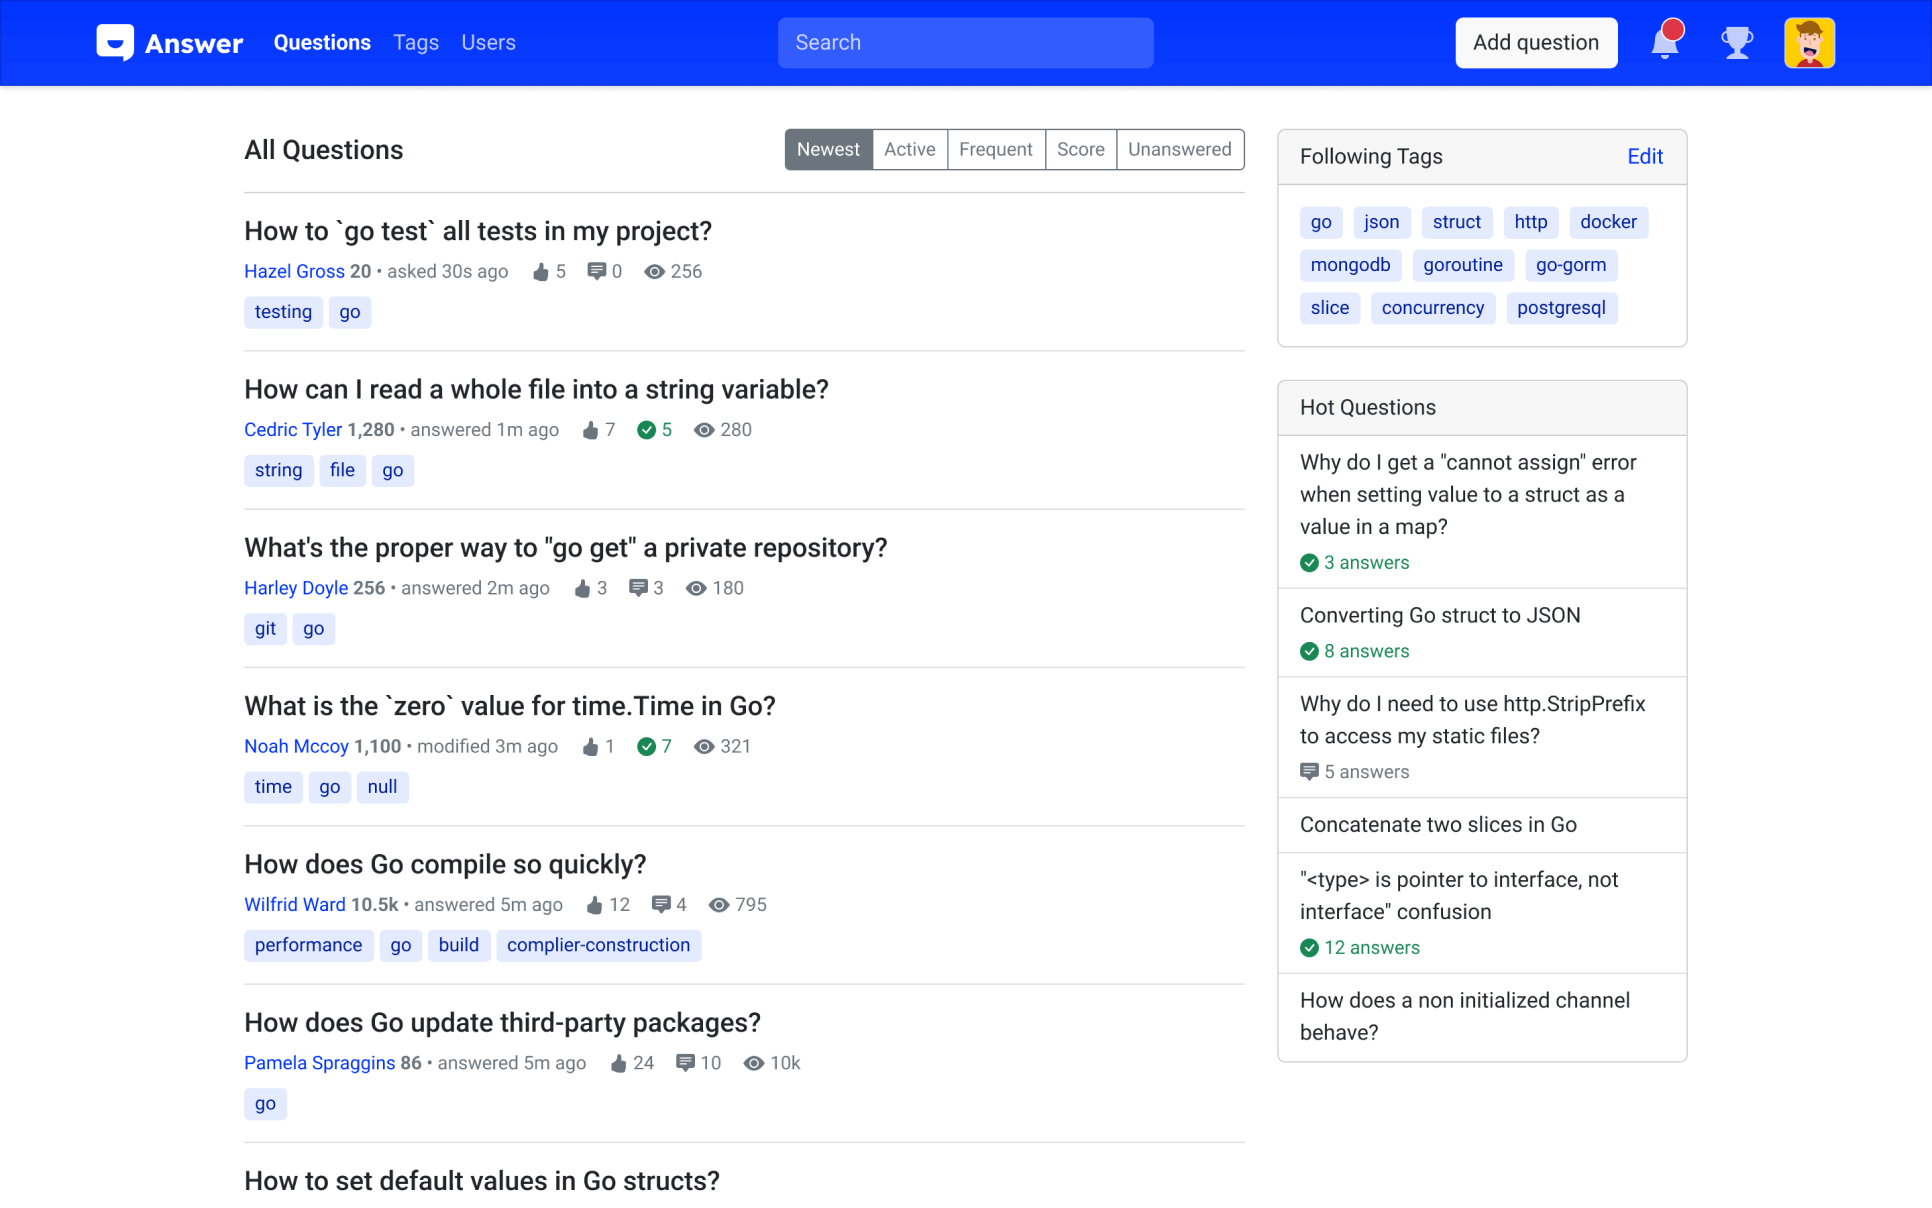 Answer Questions Tags Users Search Add question
All Questions
Newest Active Frequent Score Unanswered
How to `go test` all tests in my project?
Hazel Gross 20 • asked 30s ago 5 0 256
testing go
How can I read a whole file into a string variable?
Cedric Tyler 1,280 • answered 1m ago 7 5 280
string file go
What's the proper way to "go get" a private repository?
Harley Doyle 256 • answered 2m ago 3 3 180
git go
What is the `zero` value for time.Time in Go?
Noah Mccoy 1,100 • modified 3m ago 1 7 321
time go null
How does Go compile so quickly?
Wilfrid Ward 10.5k • answered 5m ago 12 4 795
performance go build complier-construction
How does Go update third-party packages?
Pamela Spraggins 86 • answered 5m ago 24 10 10k
go
How to set default values in Go structs?
Following Tags Edit
go json struct http docker
mongodb goroutine go-gorm
slice concurrency postgresql
Hot Questions
Why do I get a "cannot assign" error
when setting value to a struct as a
value in a map?
3 answers
Converting Go struct to JSON
8 answers
Why do I need to use http.StripPrefix
to access my static files?
5 answers
Concatenate two slices in Go
"<type> is pointer to interface, not
interface" confusion
12 answers
How does a non initialized channel
behave?